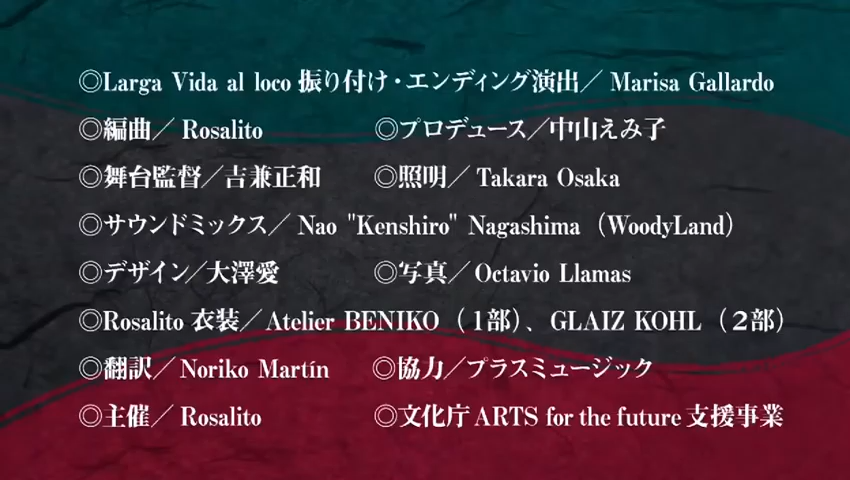 ◎Larga Vida al loco 振り付け・エンディング演出／Marisa Gallardo
◎編曲／Rosalito ◎プロデュース／中山えみ子
◎舞台監督／吉兼正和 ◎照明／Takara Osaka
◎サウンドミックス／Nao "Kenshiro" Nagashima（WoodyLand）
◎デザイン／大澤愛 ◎写真／Octavio Llamas
◎Rosalito 衣装／Atelier BENIKO（1部）、GLAIZ KOHL（2部）
◎翻訳／Noriko Martín ◎協力／プラスミュージック
◎主催／Rosalito ◎文化庁 ARTS for the future 支援事業